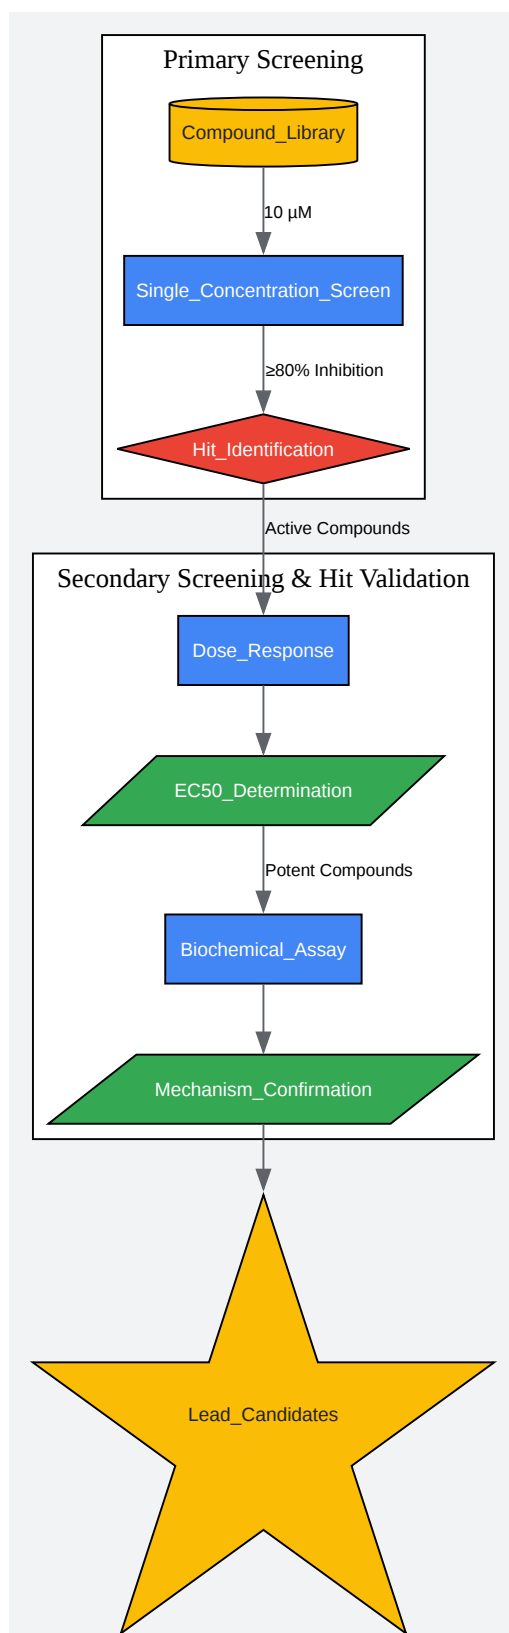 Primary Screening
Compound_Library
10 µM
Single_Concentration_Screen
≥80% Inhibition
Hit_Identification
Active Compounds
Secondary Screening & Hit Validation
Dose_Response
EC50_Determination
Potent Compounds
Biochemical_Assay
Mechanism_Confirmation
Lead_Candidates